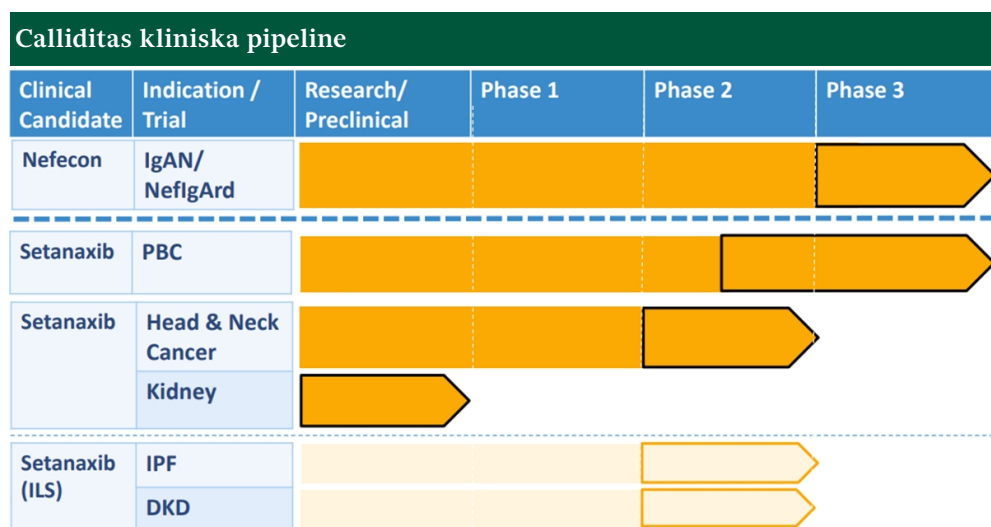 Calliditas kliniska pipeline
Clinical Candidate
Indication / Trial
Research/ Preclinical
Phase 1
Phase 2
Phase 3
Nefecon
IgAN/
NefIgArd
Setanaxib
PBC
Setanaxib
Head & Neck
Cancer
Kidney
Setanaxib
(ILS)
IPF
DKD